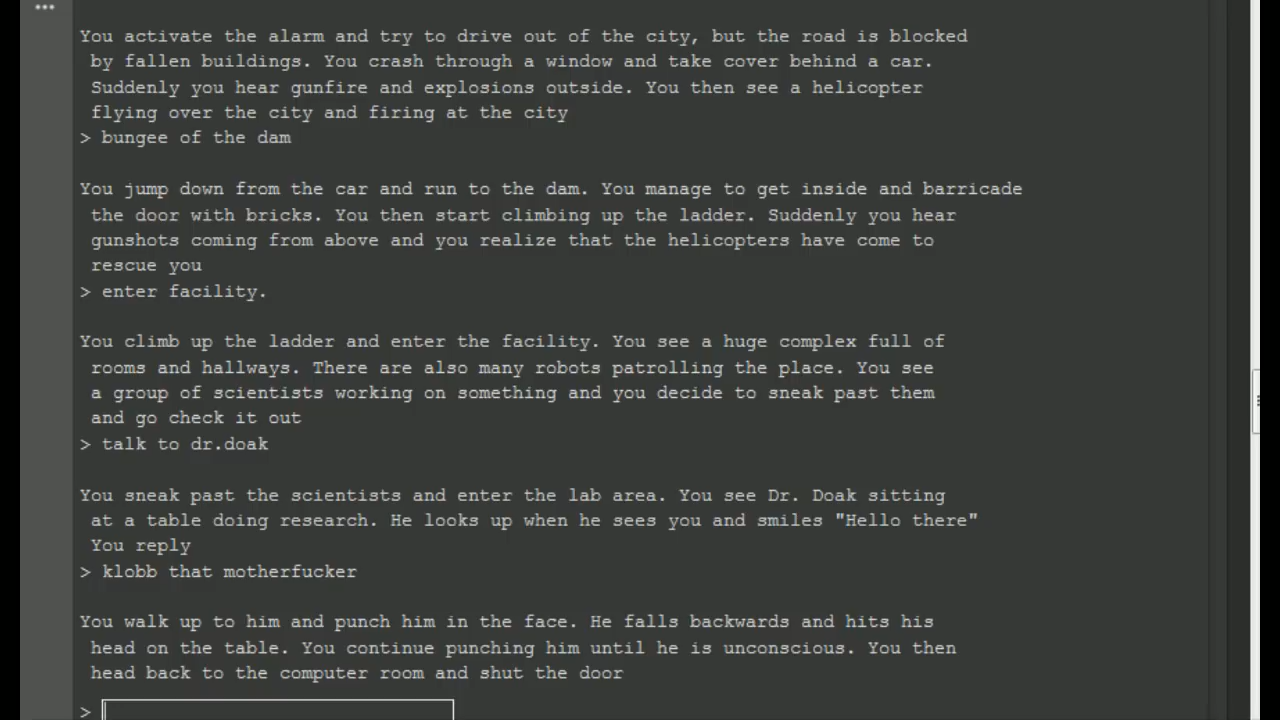 You activate the alarm and try to drive out of the city, but the road is blocked
by fallen buildings. You crash through a window and take cover behind a car.
Suddenly you hear gunfire and explosions outside. You then see a helicopter
flying over the city and firing at the city
> bungee of the dam
You jump down from the car and run to the dam. You manage to get inside and barricade
the door with bricks. You then start climbing up the ladder. Suddenly you hear
gunshots coming from above and you realize that the helicopters have come to
rescue you
> enter facility.
You climb up the ladder and enter the facility. You see a huge complex full of
rooms and hallways. There are also many robots patrolling the place. You see
a group of scientists working on something and you decide to sneak past them
and go check it out
> talk to dr.doak
You sneak past the scientists and enter the lab area. You see Dr. Doak sitting
at a table doing research. He looks up when he sees you and smiles "Hello there"
You reply
> klobb that motherfucker
You walk up to him and punch him in the face. He falls backwards and hits his
head on the table. You continue punching him until he is unconscious. You then
head back to the computer room and shut the door
>